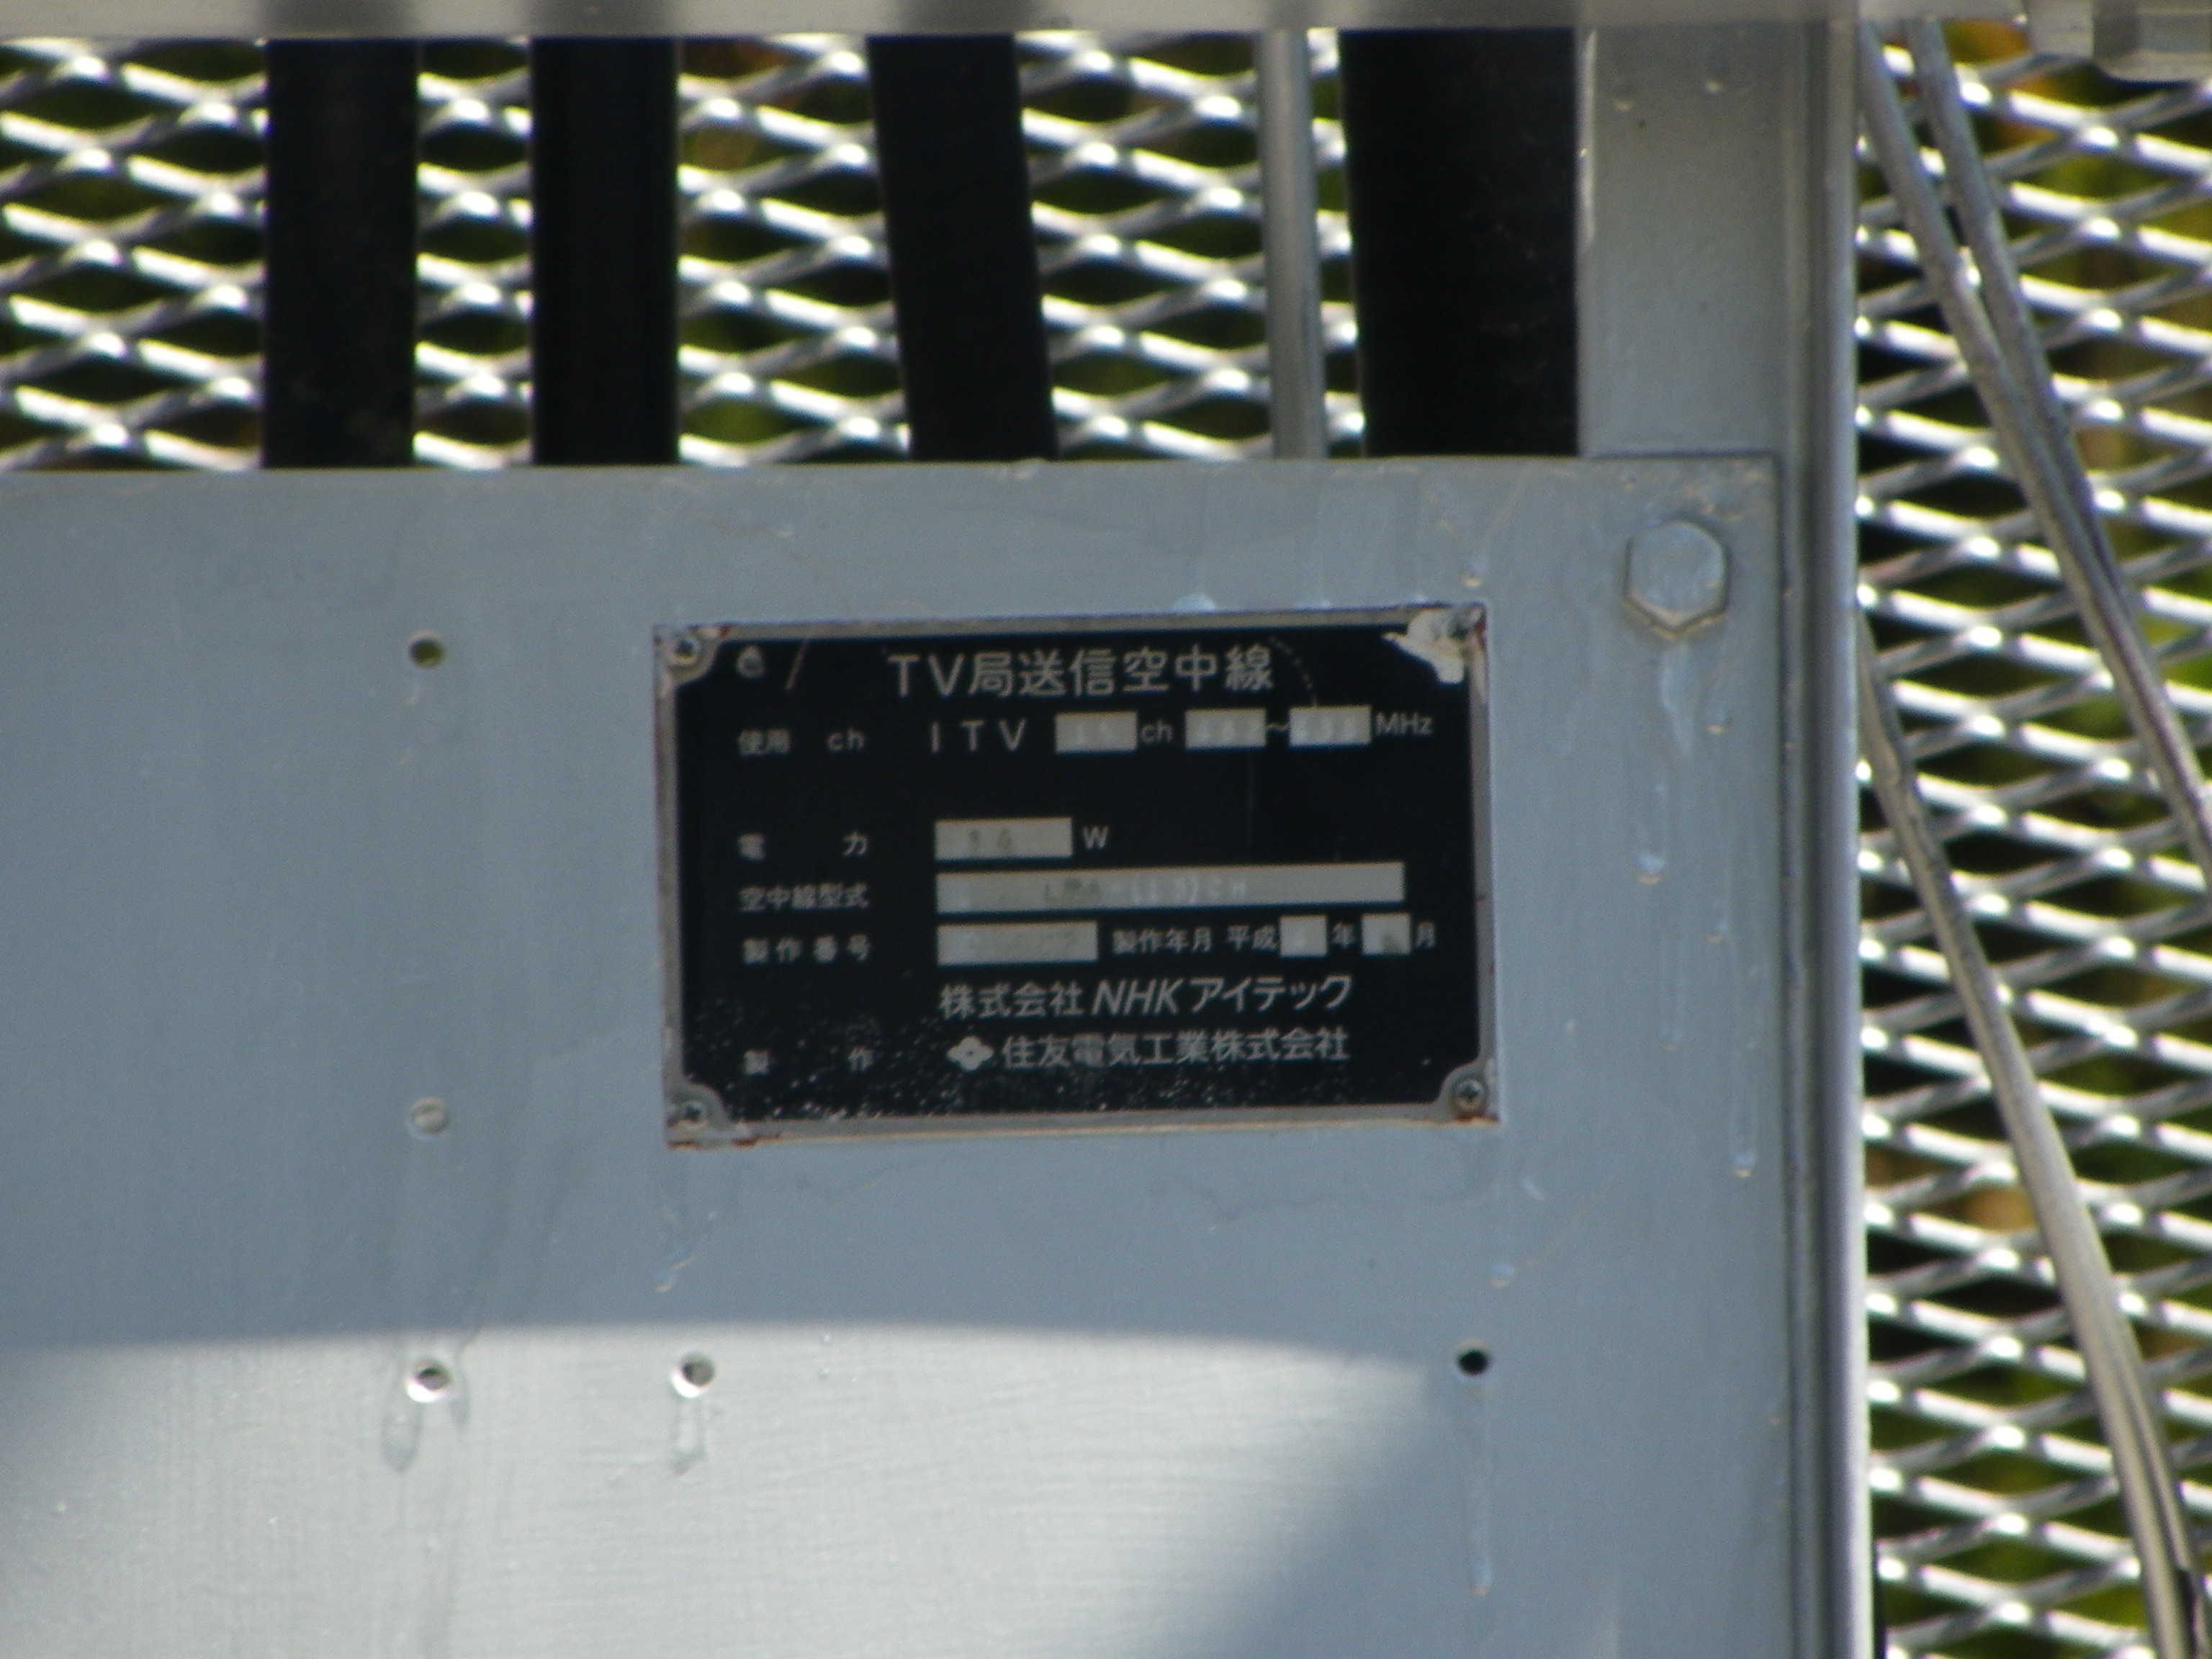 TV局送信空中線
使用 ch ITV ch ～ MHz
電力 W
空中線型式
製作番号 製作年月 平成 年 月
株式会社NHKアイテック
製作 住友電気工業株式会社